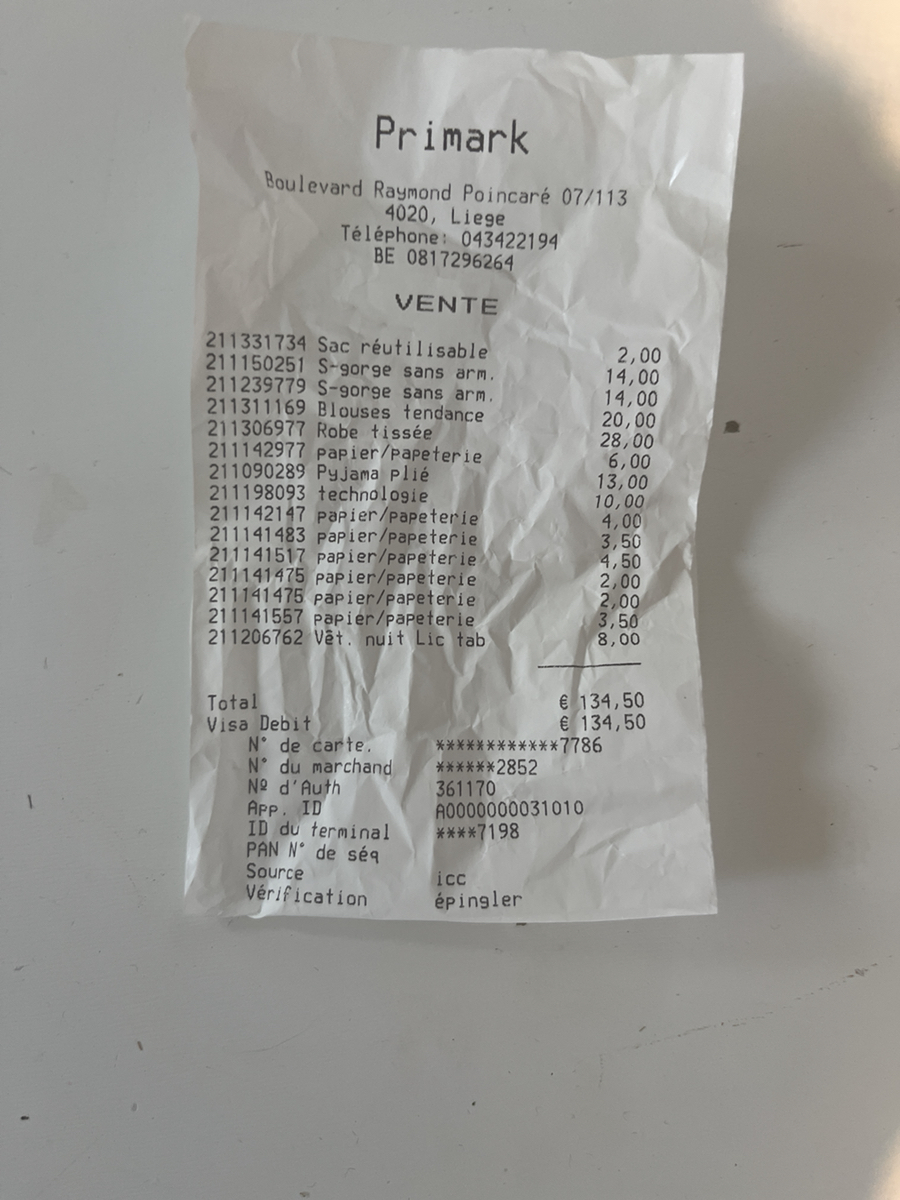 Primark
Boulevard Raymond Poincaré 07/113
4020, Liege
Téléphone: 043422194
BE 0817296264
VENTE
211331734 Sac réutilisable 2,00
211150251 S-gorge sans arm. 14,00
211239779 S-gorge sans arm. 14,00
211311169 Blouses tendance 20,00
211306977 Robe tissée 28,00
211142977 papier/papeterie 6,00
211090289 Pyjama plié 13,00
211198093 technologie 10,00
211142147 papier/papeterie 4,00
211141483 papier/papeterie 3,50
211141517 papier/papeterie 4,50
211141475 papier/papeterie 2,00
211141475 papier/papeterie 2,00
211141557 papier/papeterie 3,50
211206762 Vêt. nuit Lic tab 8,00
Total € 134,50
Visa Debit € 134,50
N° de carte. ************7786
N° du marchand ******2852
Nº d'Auth 361170
App. ID A0000000031010
ID du terminal ****7198
PAN N° de séq
Source icc
Vérification épingler